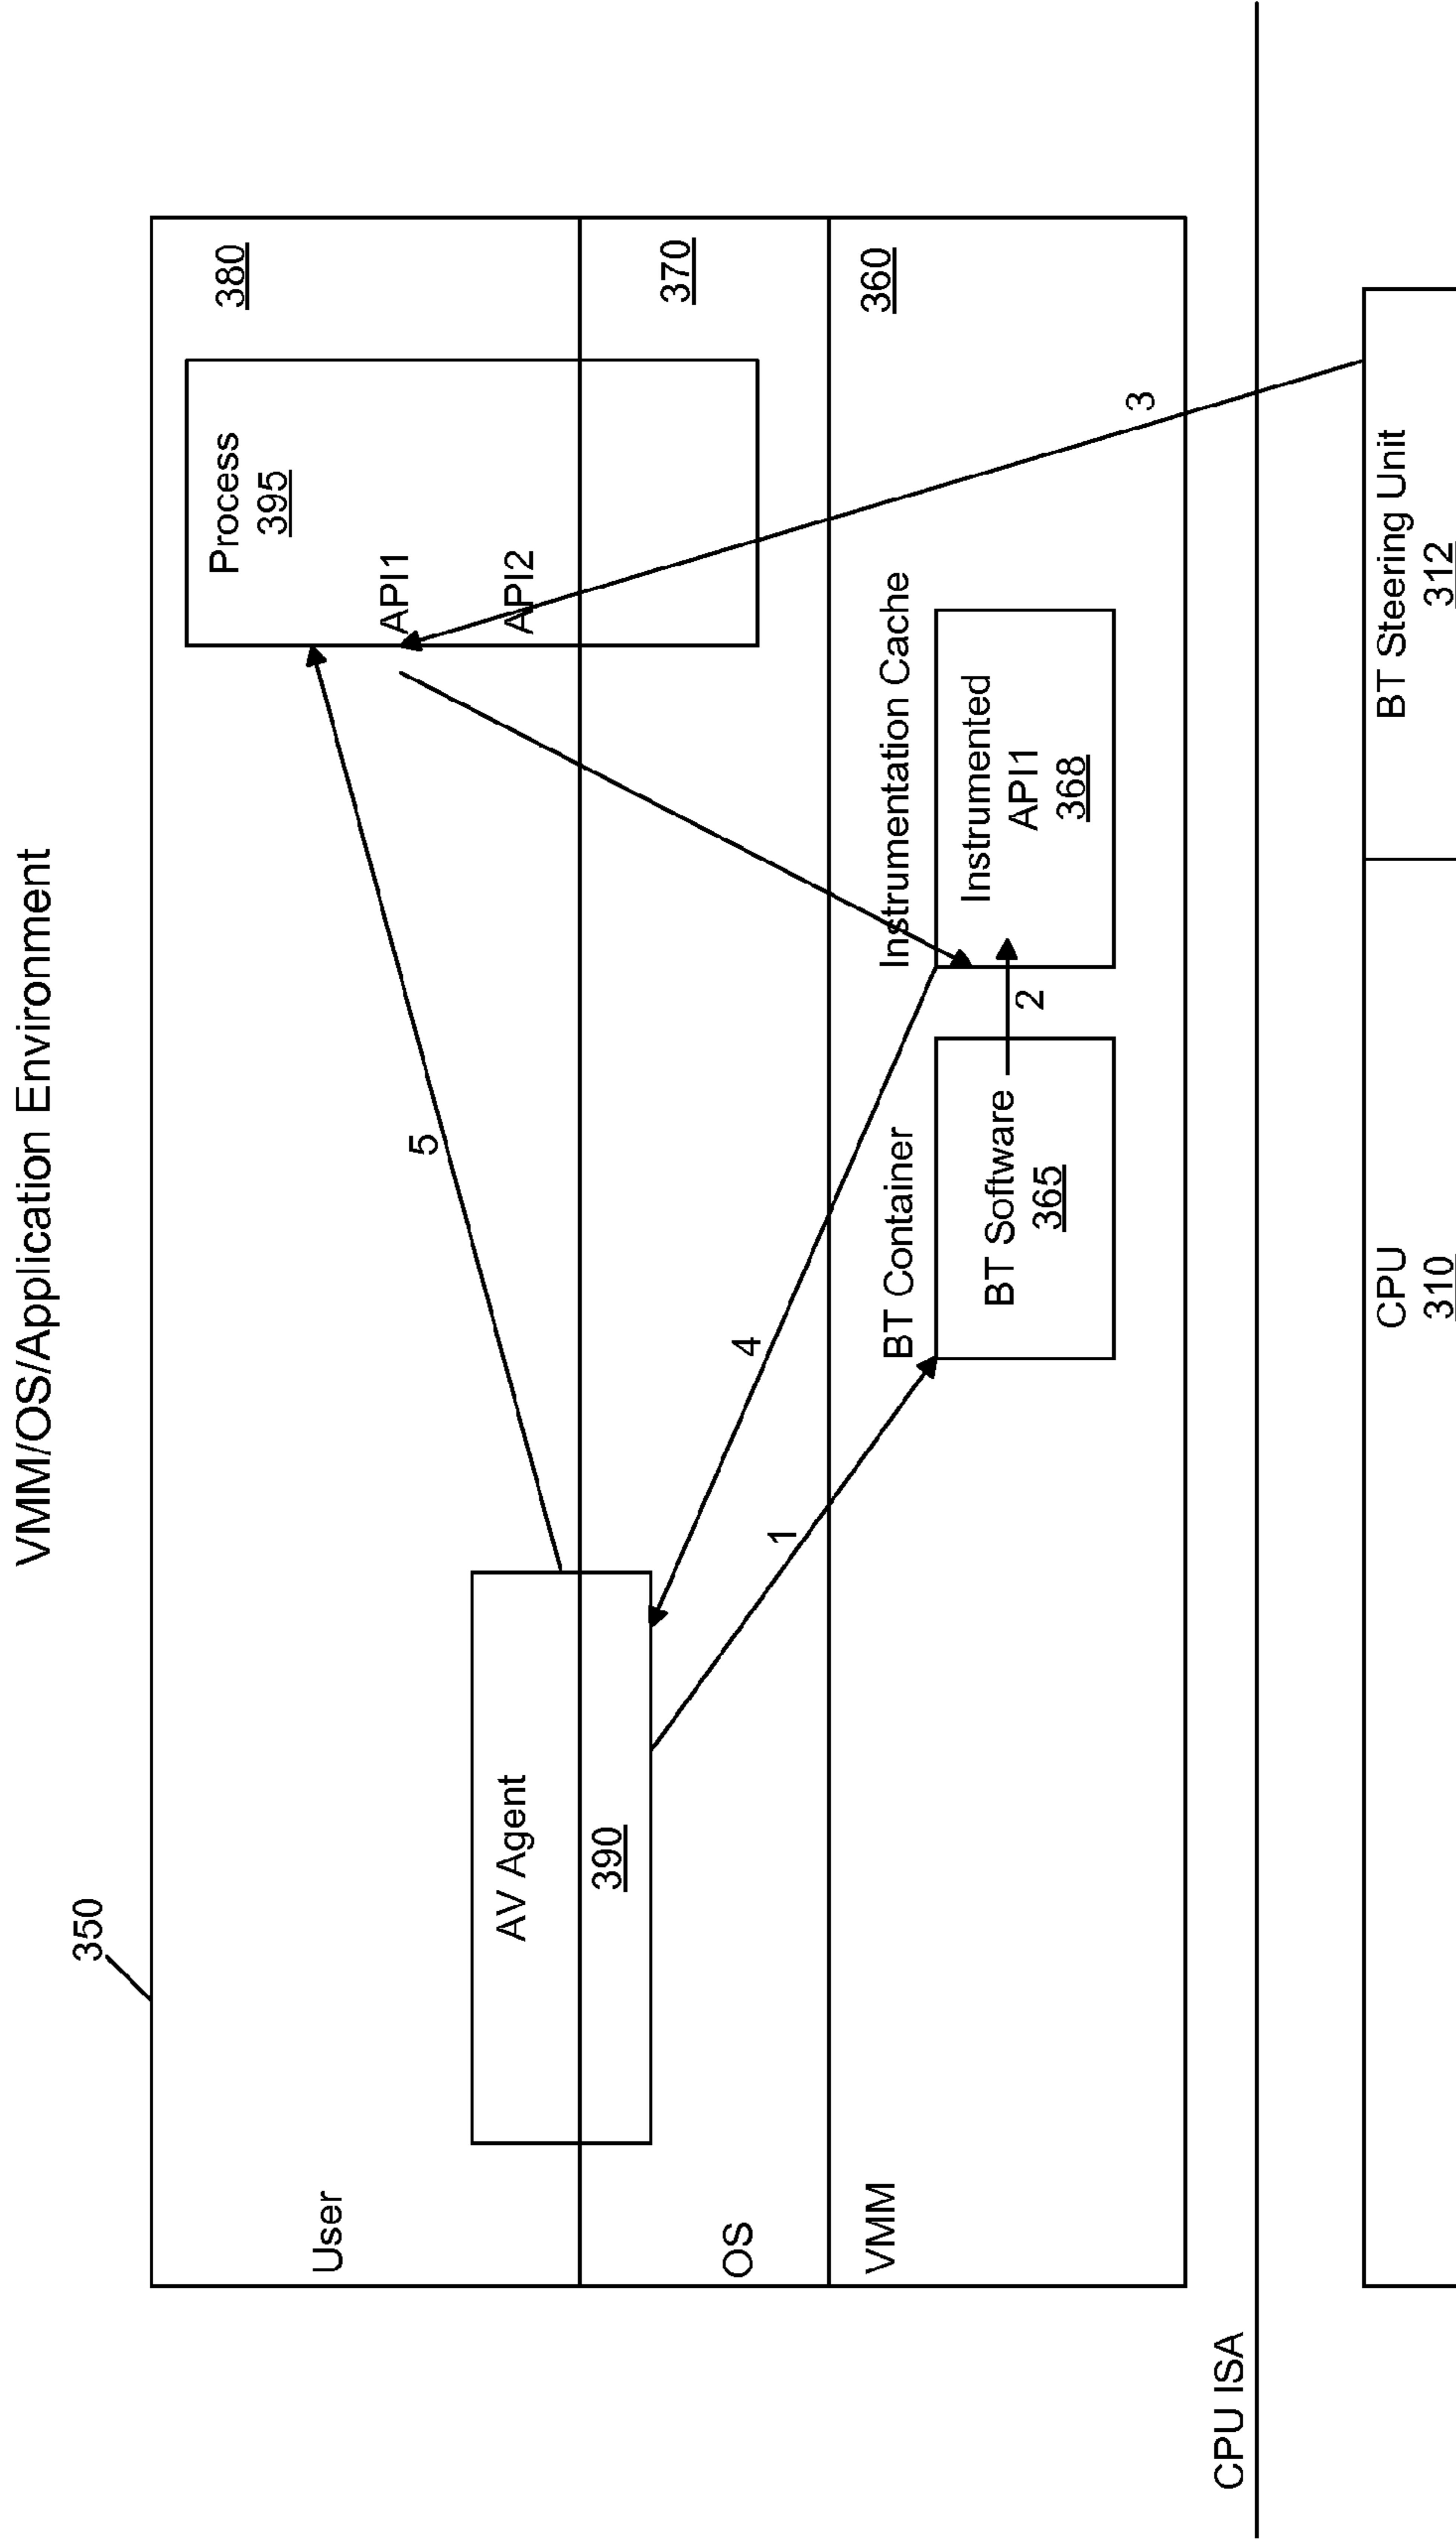 VMM/OS/Application Environment
350
User
380
Process
395
API1
API2
5
AV Agent
390
OS
370
4
1
VMM
360
BT Container
BT Software
365
2
Instrumentation Cache
Instrumented
API1
368
3
CPU ISA
CPU
310
BT Steering Unit
312